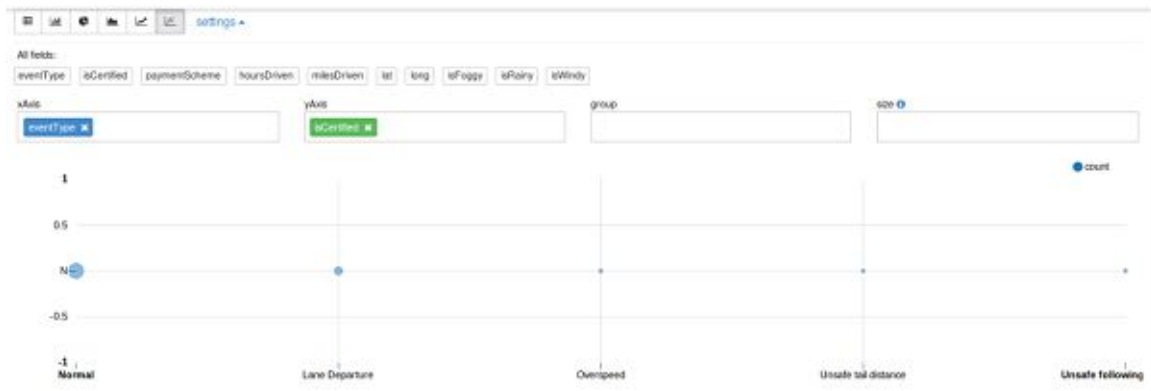 settings
All fields:
eventType isCertified paymentScheme hoursDriven milesDriven lat long isFoggy isRainy isWindy
xAxis yAxis group size
eventType isCertified
count
1
0.5
N
-0.5
-1
Normal Lane Departure Overspeed Unsafe tail distance Unsafe following